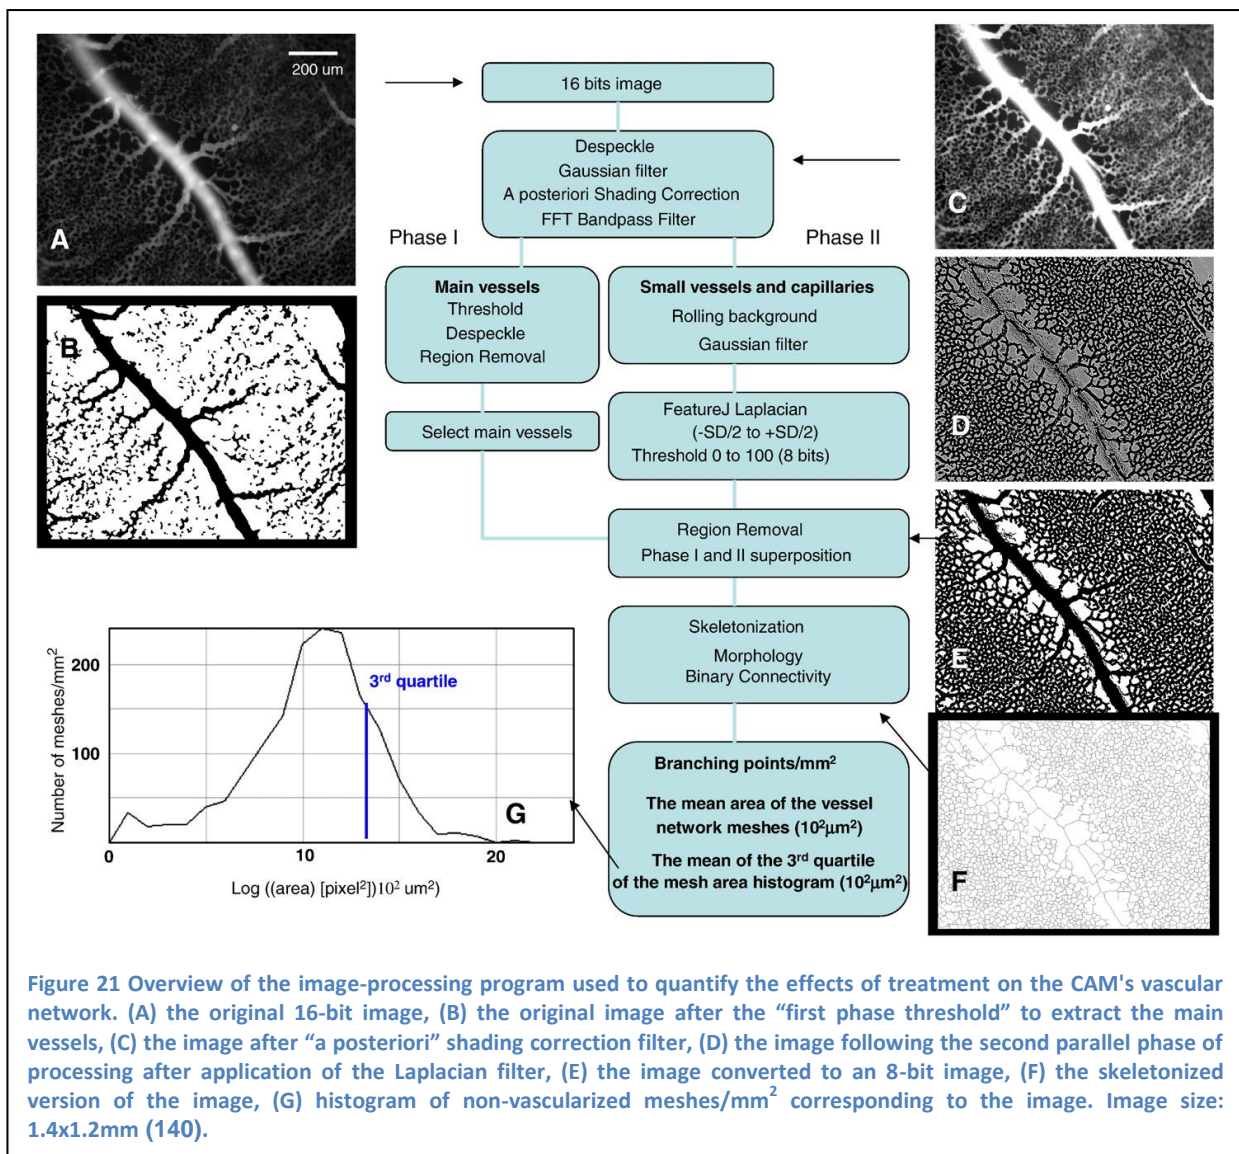 200 um
A
16 bits image
Despeckle
Gaussian filter
A posteriori Shading Correction
FFT Bandpass Filter
C
Phase I
Phase II
Main vessels
Threshold
Despeckle
Region Removal
Small vessels and capillaries
Rolling background
Gaussian filter
B
Select main vessels
FeatureJ Laplacian
(-SD/2 to +SD/2)
Threshold 0 to 100 (8 bits)
D
Region Removal
Phase I and II superposition
E
Skeletonization
Morphology
Binary Connectivity
Number of meshes/mm²
200
100
3rd quartile
G
0
10
20
Log ((area) [pixel²])10² um²)
Branching points/mm²
The mean area of the vessel
network meshes (10²µm²)
The mean of the 3rd quartile
of the mesh area histogram (10²µm²)
F
Figure 21 Overview of the image-processing program used to quantify the effects of treatment on the CAM's vascular
network. (A) the original 16-bit image, (B) the original image after the “first phase threshold” to extract the main
vessels, (C) the image after “a posteriori” shading correction filter, (D) the image following the second parallel phase of
processing after application of the Laplacian filter, (E) the image converted to an 8-bit image, (F) the skeletonized
version of the image, (G) histogram of non-vascularized meshes/mm² corresponding to the image. Image size:
1.4x1.2mm (140).